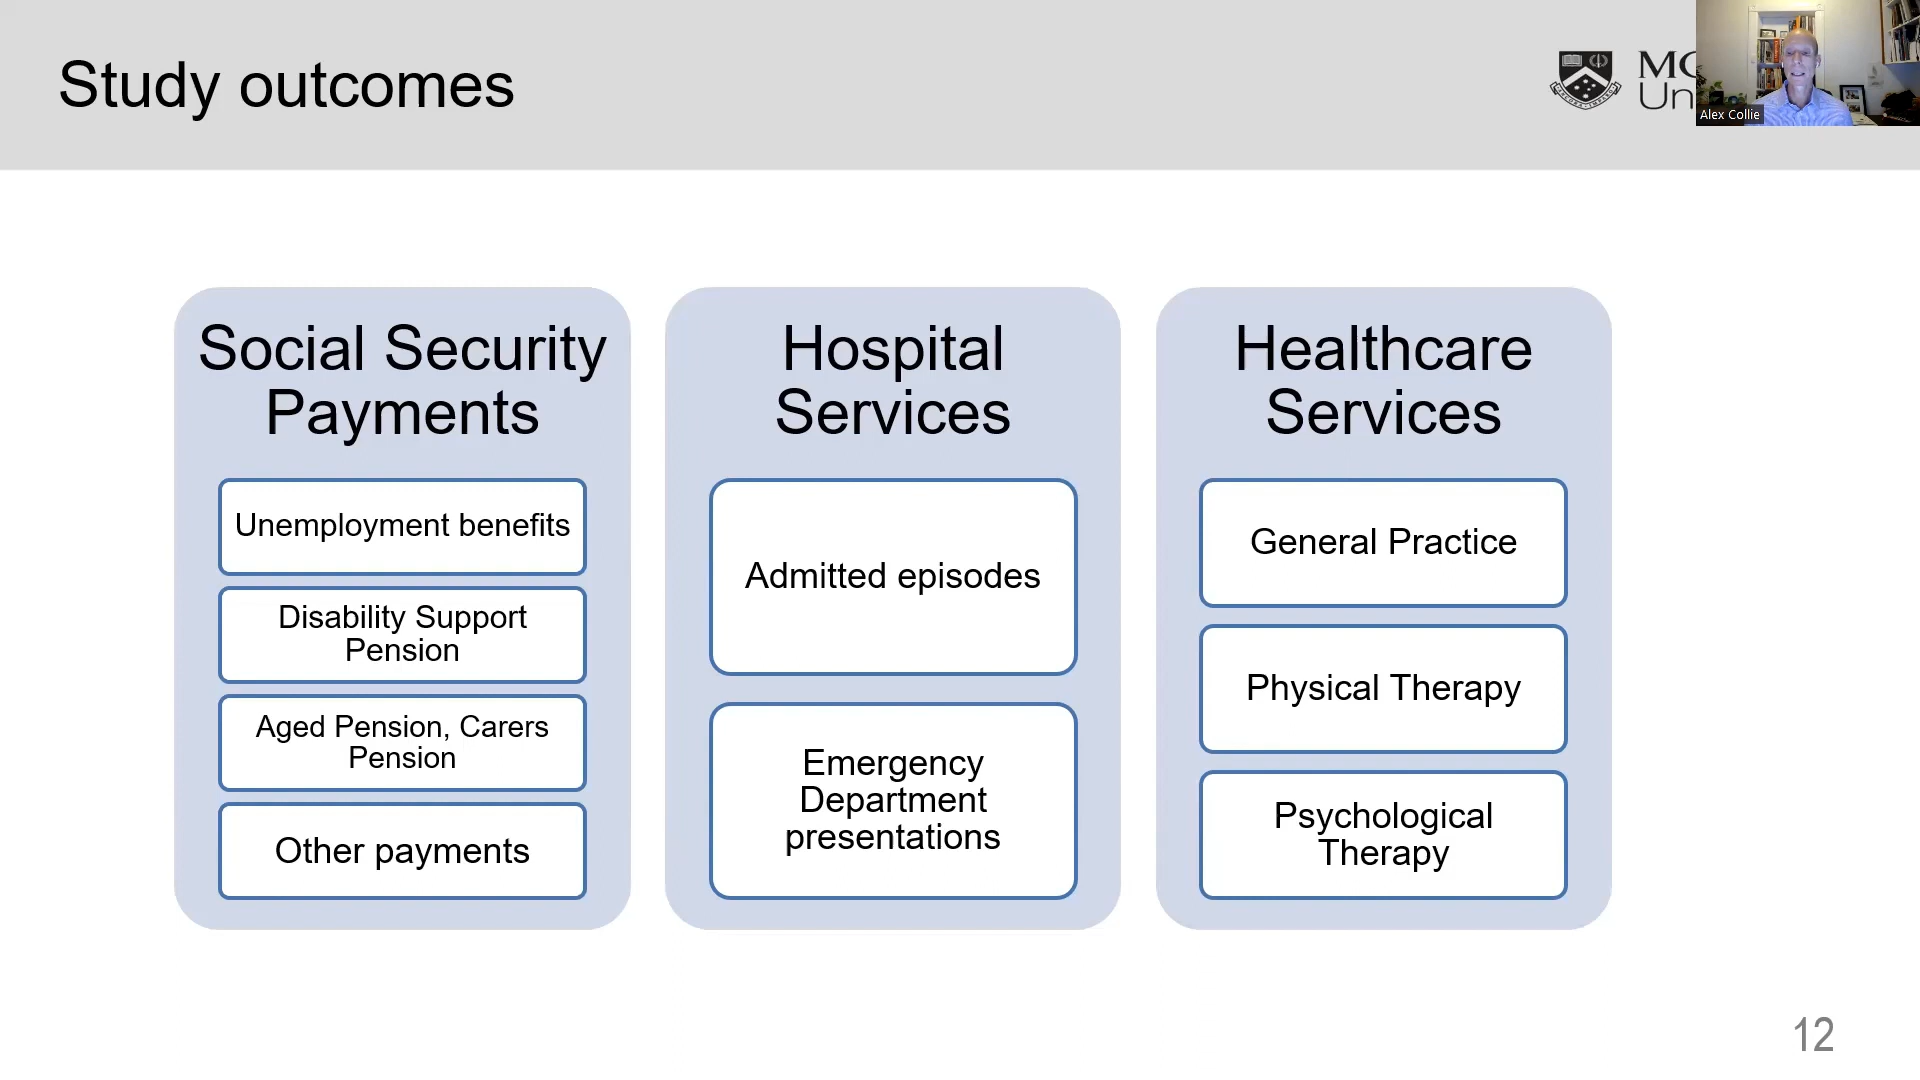 Study outcomes
Alex Collie
Social Security
Payments
Unemployment benefits
Disability Support
Pension
Aged Pension, Carers
Pension
Other payments
Hospital
Services
Admitted episodes
Emergency
Department
presentations
Healthcare
Services
General Practice
Physical Therapy
Psychological
Therapy
12